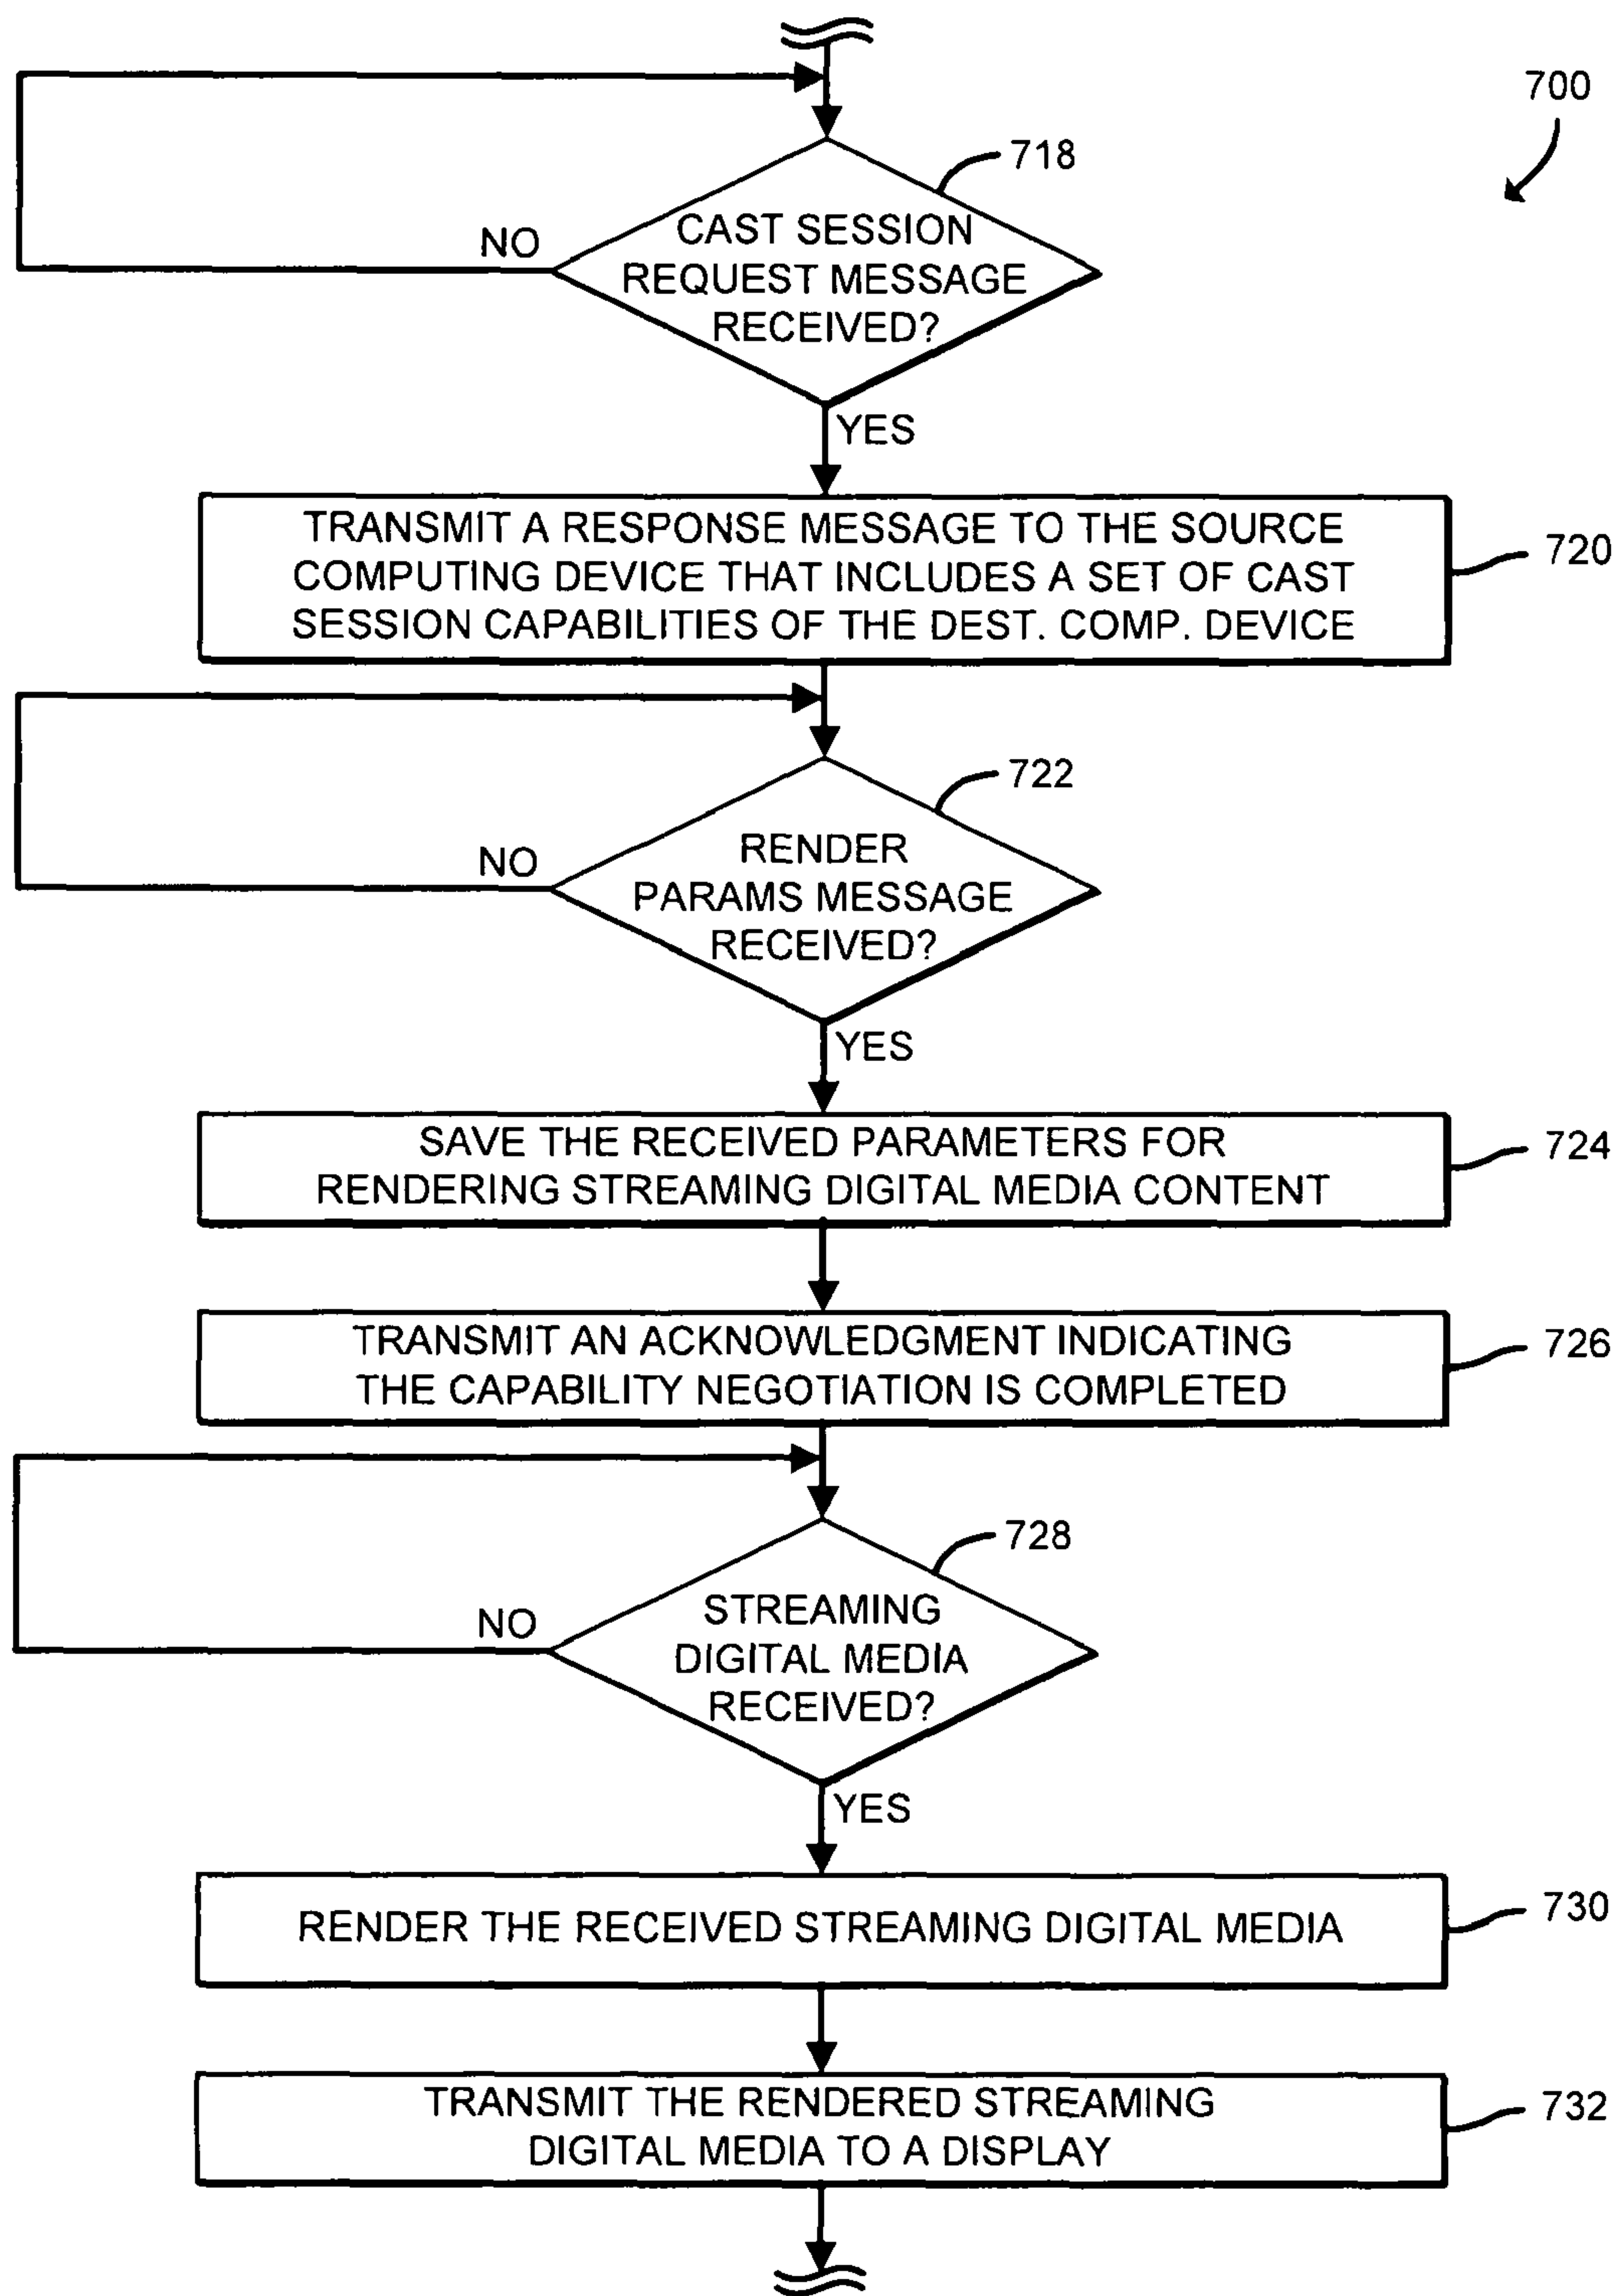 700
718
CAST SESSION
REQUEST MESSAGE
RECEIVED?
NO
YES
TRANSMIT A RESPONSE MESSAGE TO THE SOURCE
COMPUTING DEVICE THAT INCLUDES A SET OF CAST
SESSION CAPABILITIES OF THE DEST. COMP. DEVICE
720
722
RENDER
PARAMS MESSAGE
RECEIVED?
NO
YES
SAVE THE RECEIVED PARAMETERS FOR
RENDERING STREAMING DIGITAL MEDIA CONTENT
724
TRANSMIT AN ACKNOWLEDGMENT INDICATING
THE CAPABILITY NEGOTIATION IS COMPLETED
726
728
STREAMING
DIGITAL MEDIA
RECEIVED?
NO
YES
RENDER THE RECEIVED STREAMING DIGITAL MEDIA
730
TRANSMIT THE RENDERED STREAMING
DIGITAL MEDIA TO A DISPLAY
732